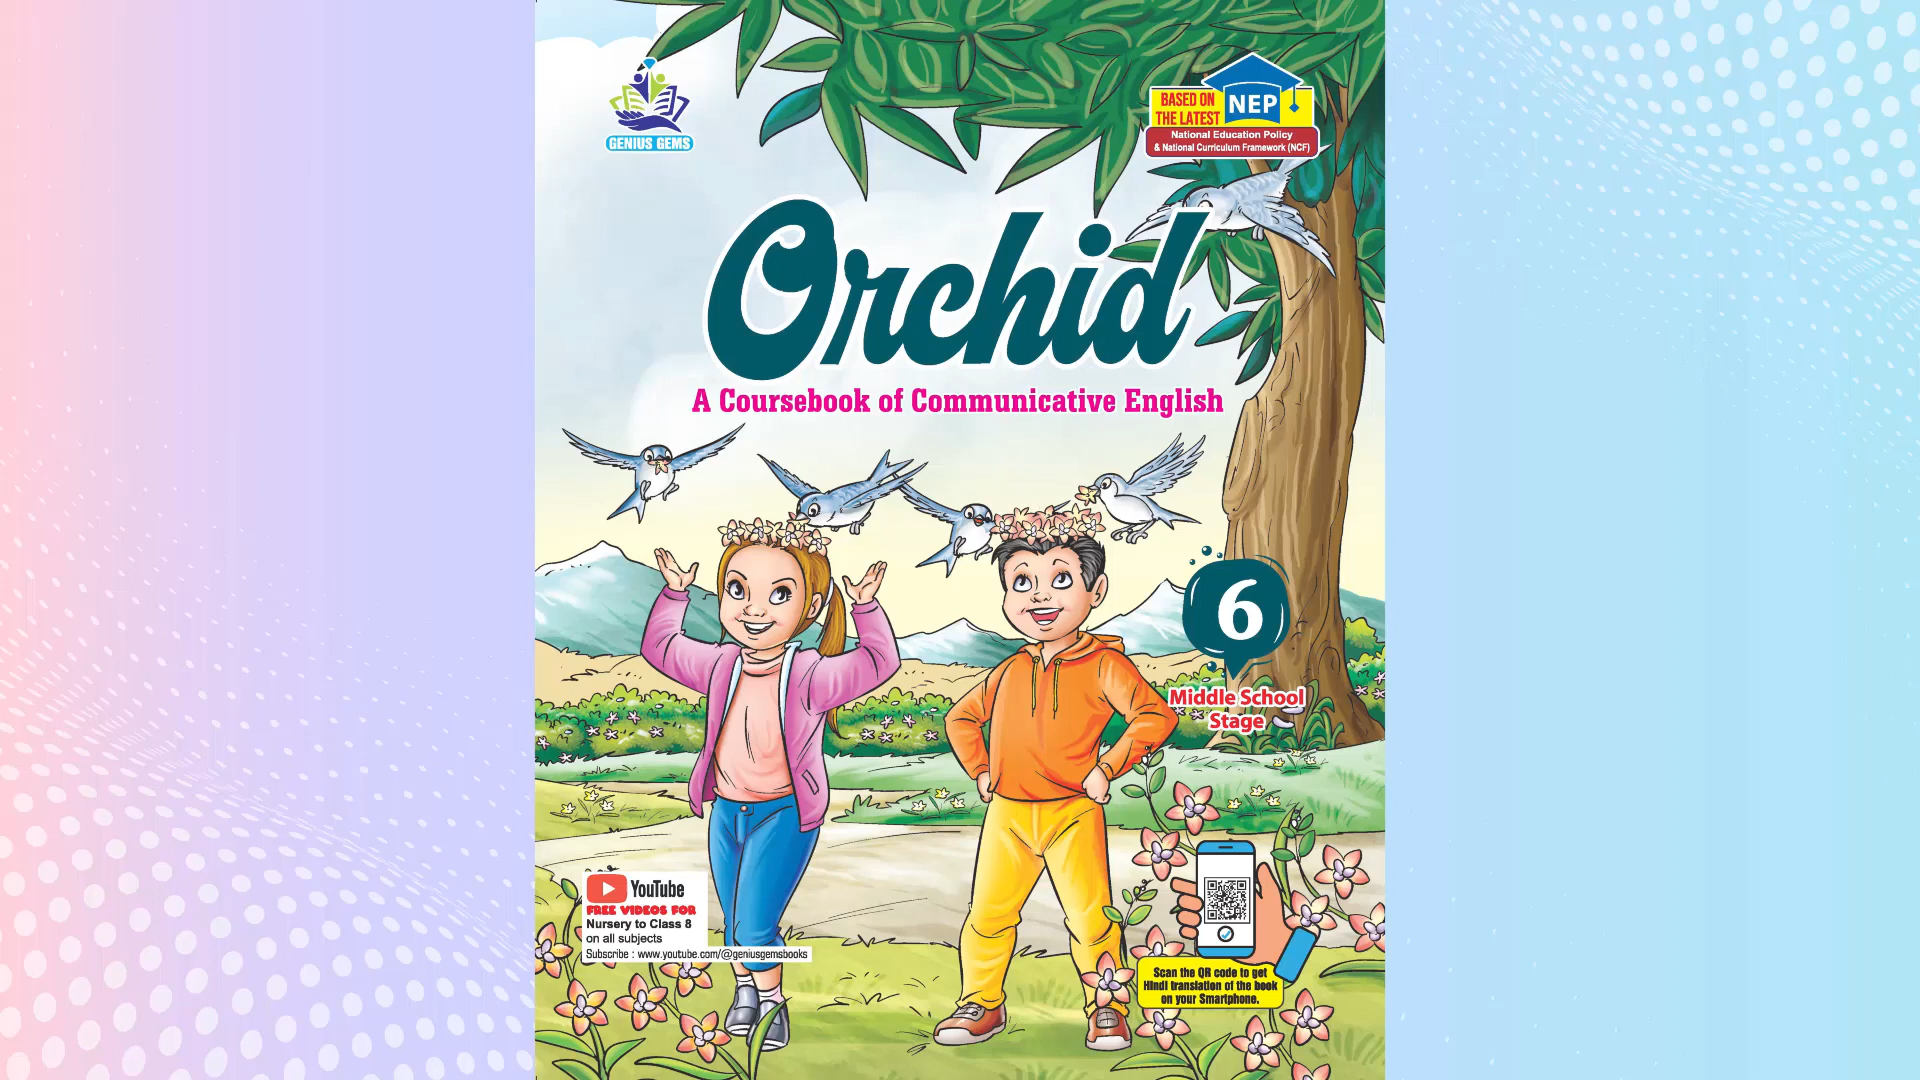 GENIUS GEMS
BASED ON
THE LATEST
NEP
National Education Policy
& National Curriculum Framework (NCF)
Orchid
A Coursebook of Communicative English
6
Middle School
Stage
YouTube
FREE VIDEOS FOR
Nursery to Class 8
on all subjects
Subscribe : www.youtube.com/@geniusgemsbooks
Scan the QR code to get
Hindi translation of the book
on your Smartphone.